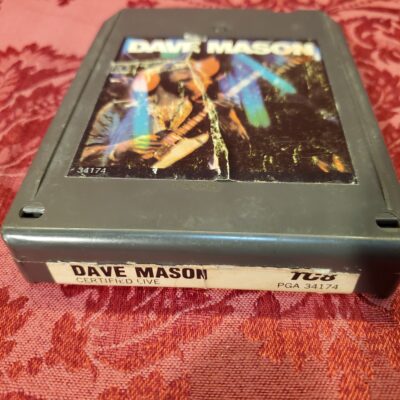 DAVE MASON
34174
DAVE MASON
CERTIFIED LIVE
TC8
PGA 34174